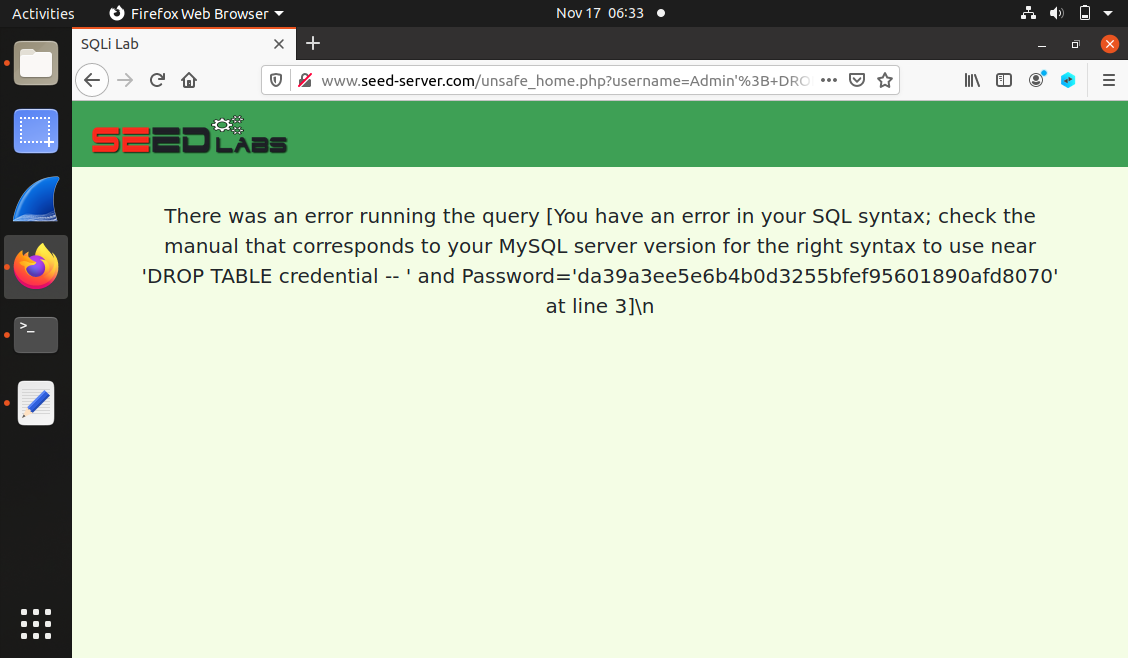 Activities
Firefox Web Browser
Nov 17 06:33
SQLi Lab
www.seed-server.com/unsafe_home.php?username=Admin'%3B+DRO
SEED LABS
There was an error running the query [You have an error in your SQL syntax; check the
manual that corresponds to your MySQL server version for the right syntax to use near
'DROP TABLE credential -- ' and Password='da39a3ee5e6b4b0d3255bfef95601890afd8070'
at line 3]\n